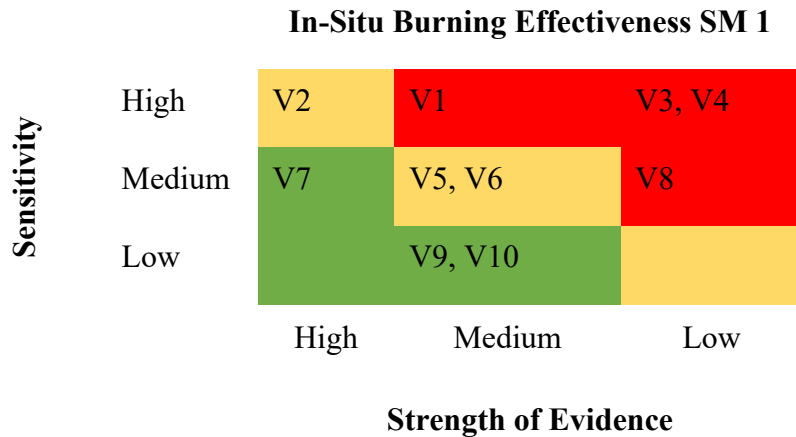 In-Situ Burning Effectiveness SM 1
Sensitivity
High V2 V1 V3, V4
Medium V7 V5, V6 V8
Low V9, V10
High Medium Low
Strength of Evidence